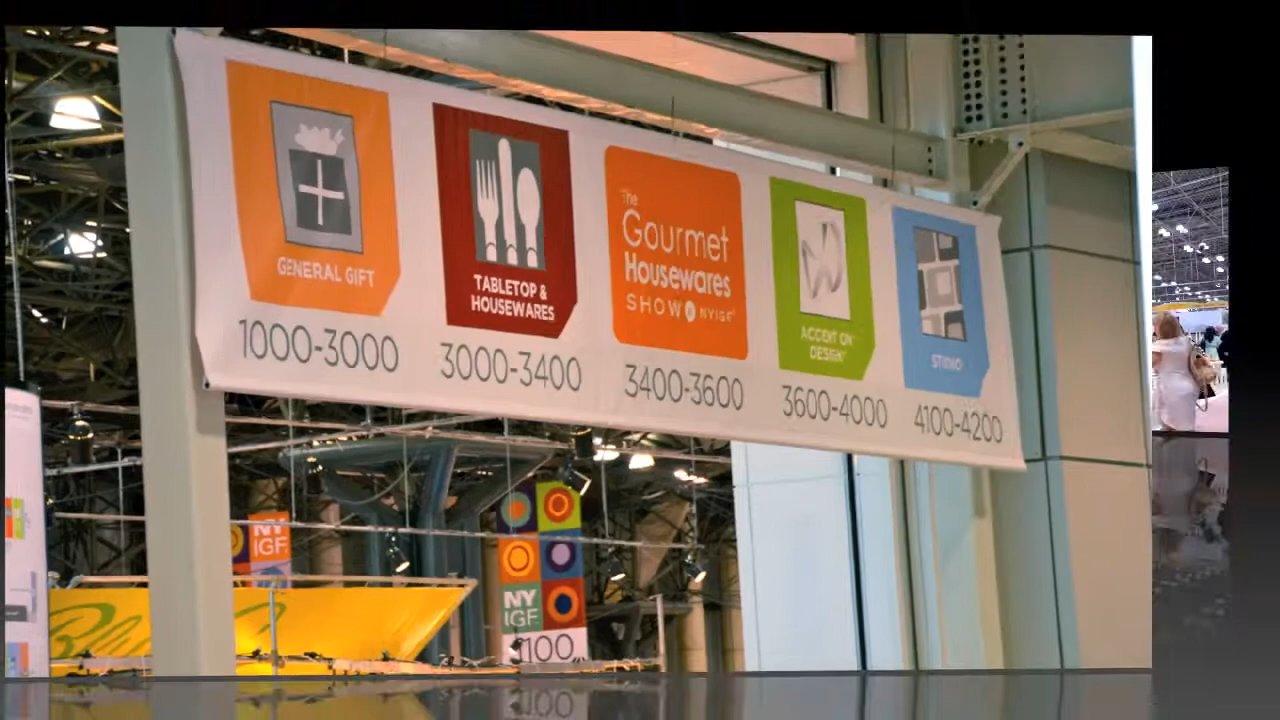 GENERAL GIFT
1000-3000
TABLETOP &
HOUSEWARES
3000-3400
The
Gourmet
Housewares
SHOW @ NYIGF
3400-3600
ACCENT ON
DESIGN
3600-4000
STUDIO
4100-4200
NY
IGF
NY
IGF
100